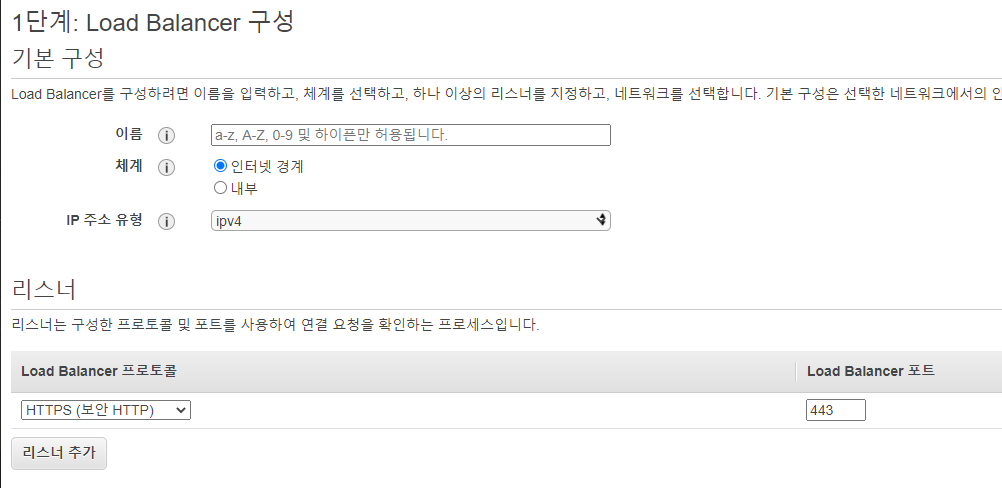 1단계: Load Balancer 구성
기본 구성
Load Balancer를 구성하려면 이름을 입력하고, 체계를 선택하고, 하나 이상의 리스너를 지정하고, 네트워크를 선택합니다. 기본 구성은 선택한 네트워크에서의 인
이름 i a-z, A-Z, 0-9 및 하이픈만 허용됩니다.
체계 i 인터넷 경계
내부
IP 주소 유형 i ipv4
리스너
리스너는 구성한 프로토콜 및 포트를 사용하여 연결 요청을 확인하는 프로세스입니다.
Load Balancer 프로토콜 Load Balancer 포트
HTTPS (보안 HTTP) 443
리스너 추가